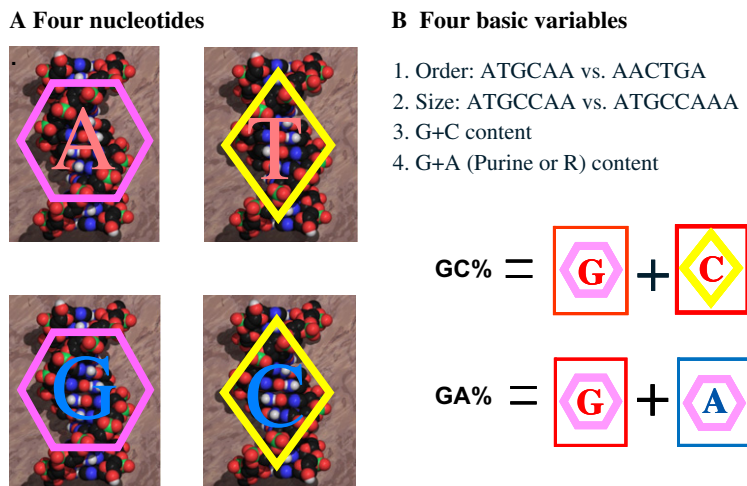 A Four nucleotides
A
T
G
C
B Four basic variables
1. Order: ATGCAA vs. AACTGA
2. Size: ATGCCAA vs. ATGCCAAA
3. G+C content
4. G+A (Purine or R) content
GC% = G + C
GA% = G + A